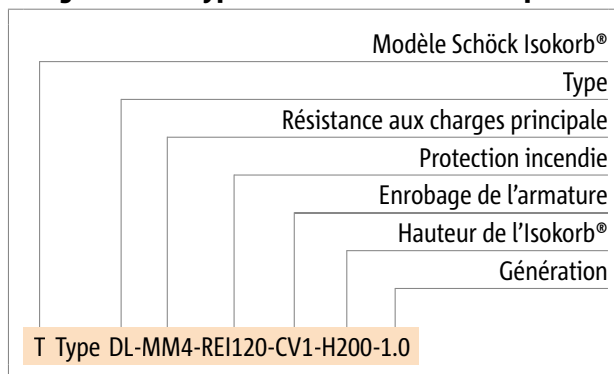 Modèle Schöck Isokorb®
Type
Résistance aux charges principale
Protection incendie
Enrobage de l’armature
Hauteur de l’Isokorb®
Génération
T Type DL-MM4-REI120-CV1-H200-1.0